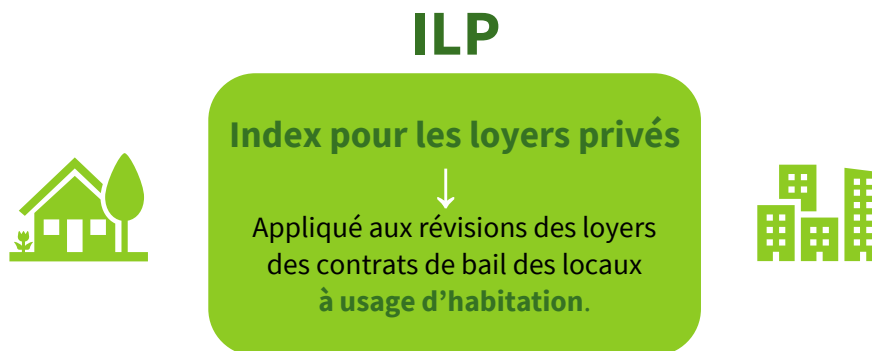 ILP
Index pour les loyers privés
↓
Appliqué aux révisions des loyers
des contrats de bail des locaux
à usage d’habitation.